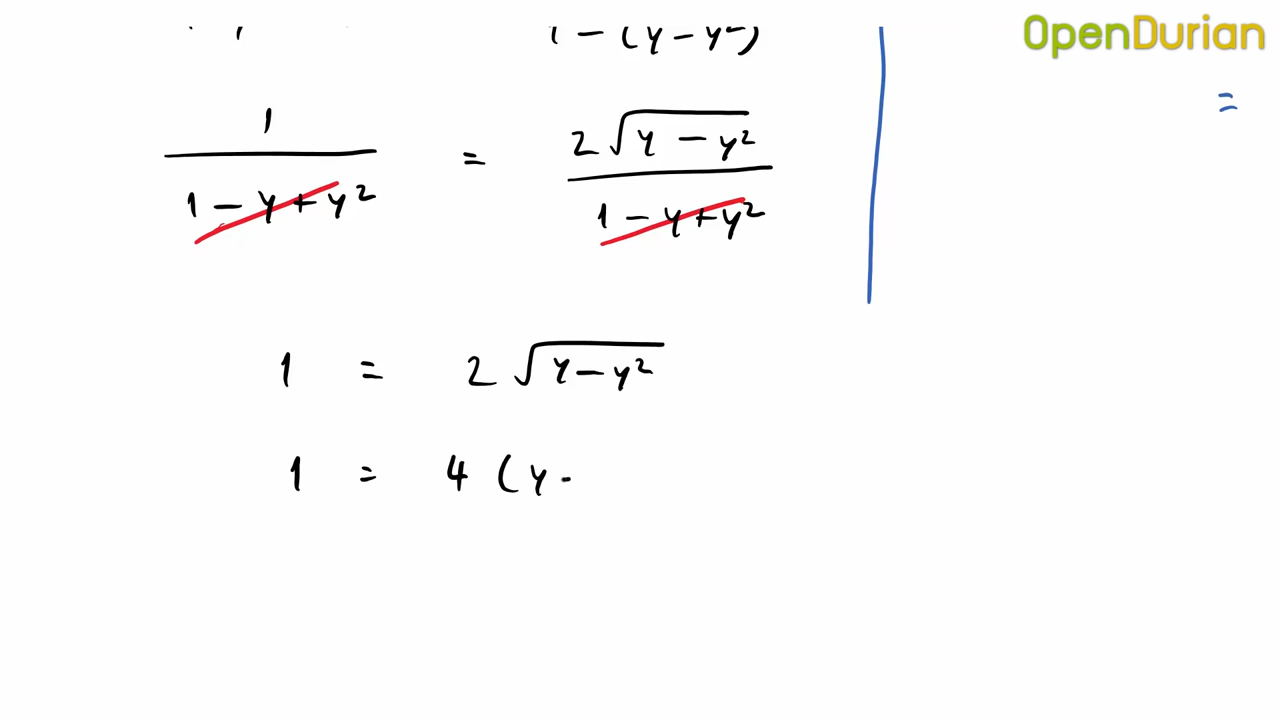 OpenDurian
1 - (y - y²)
=
1 / (1 - y + y²) = 2√(y - y²) / (1 - y + y²)
1 = 2√(y - y²)
1 = 4 (y -